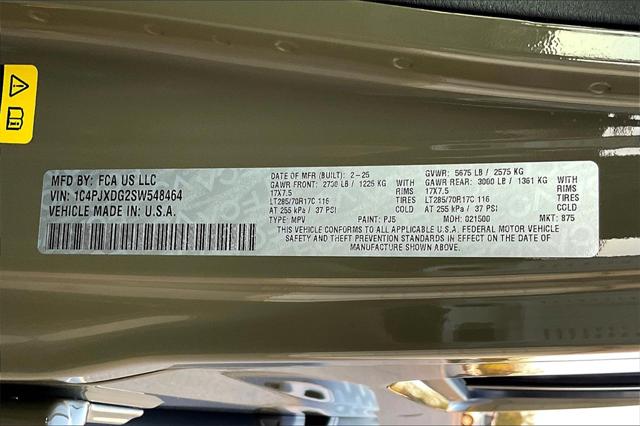 MFD BY: FCA US LLC
VIN: 1C4PJXDG2SW548464
VEHICLE MADE IN U.S.A.
DATE OF MFR (BUILT): 2-25 GVWR: 5675 LB / 2575 KG
GAWR FRONT: 2700 LB / 1225 KG WITH GAWR REAR: 3000 LB / 1361 KG WITH
17X7.5 RIMS 17X7.5 RIMS
LT285/70R17C 116 TIRES LT285/70R17C 116 TIRES
AT 255 kPa / 37 PSI COLD AT 255 kPa / 37 PSI COLD
TYPE: MPV PAINT: PJ5 MDH: 021500 MKT: 875
THIS VEHICLE CONFORMS TO ALL APPLICABLE U.S.A. FEDERAL MOTOR VEHICLE
SAFETY AND THEFT PREVENTION STANDARDS IN EFFECT ON THE DATE OF
MANUFACTURE SHOWN ABOVE.